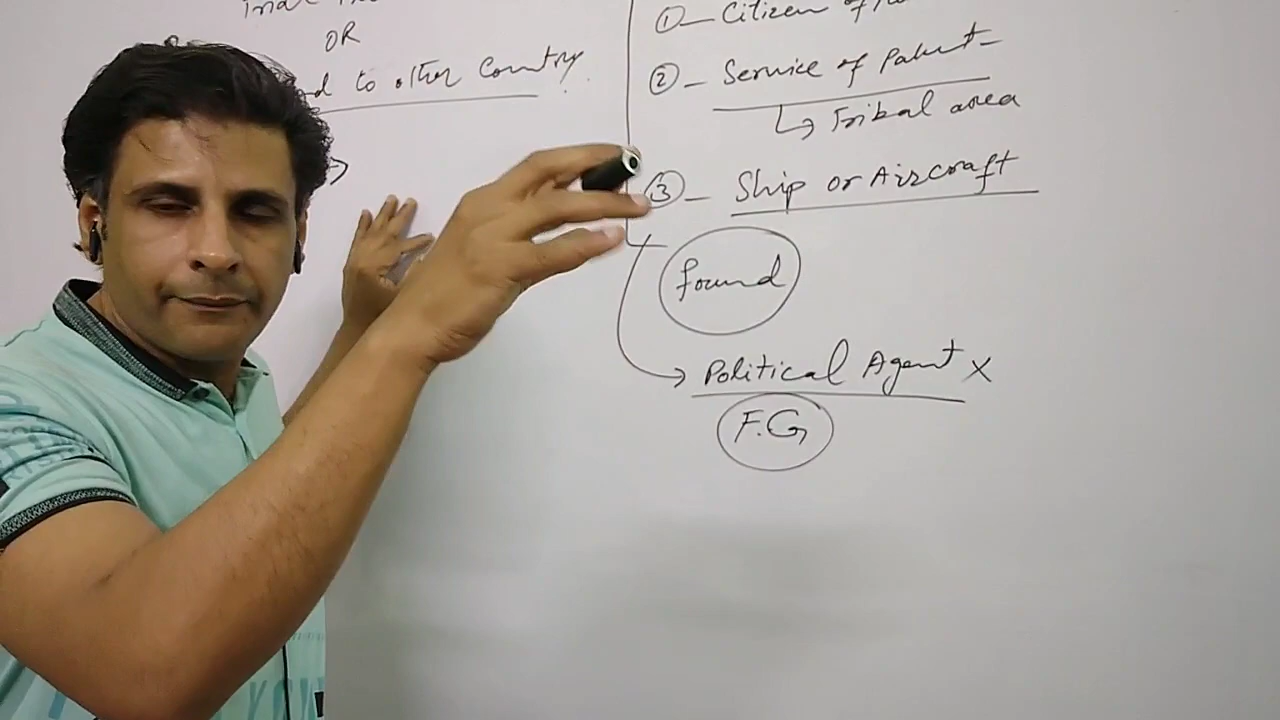 OR
to other Country?
① — Citizen of
② — Service of Pakist —
↳ Tribal area
③ — Ship or Aircraft
found
→ Political Agent X
F.G